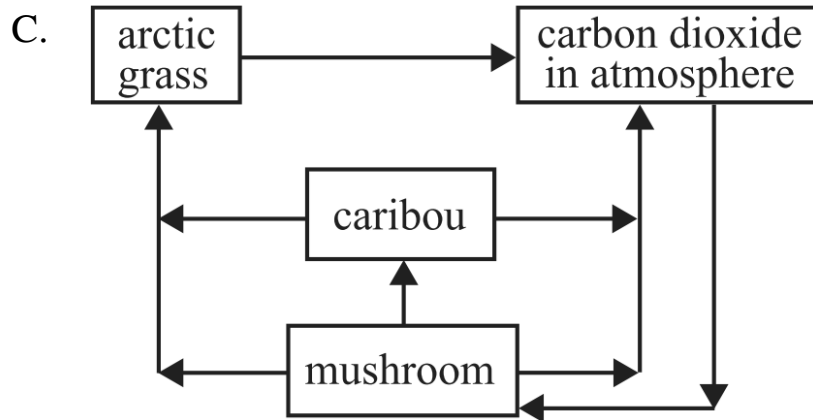 C.
arctic
grass
carbon dioxide
in atmosphere
caribou
mushroom